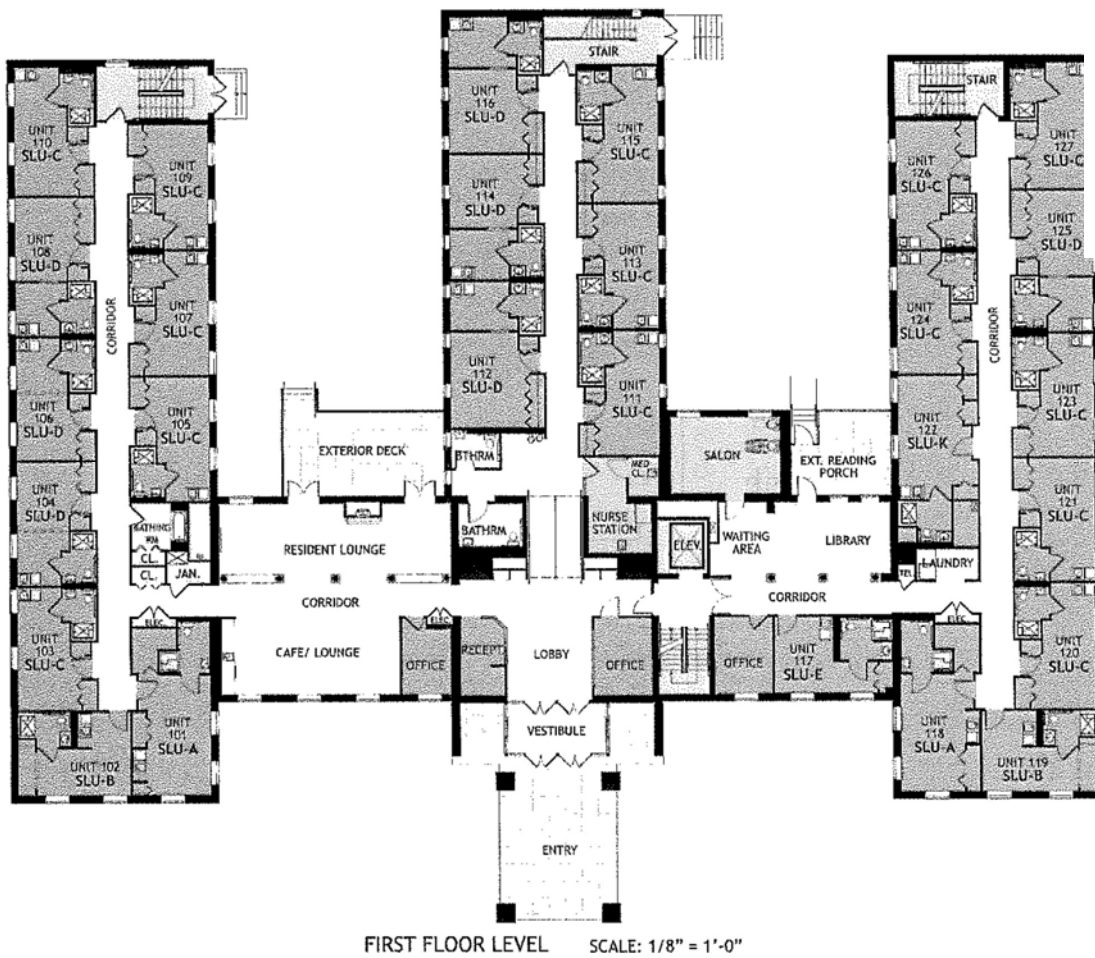 STAIR
UNIT
116
SLU-D
UNIT
115
SLU-C
UNIT
114
SLU-D
UNIT
113
SLU-C
UNIT
112
SLU-D
UNIT
111
SLU-C
UNIT
110
SLU-C
UNIT
109
SLU-C
UNIT
108
SLU-D
UNIT
107
SLU-C
CORRIDOR
UNIT
106
SLU-D
UNIT
105
SLU-C
UNIT
104
SLU-D
BATHING
RM
CL.
CL.
JAN.
ELEC.
UNIT
103
SLU-C
UNIT
101
SLU-A
UNIT 102
SLU-B
STAIR
UNIT
127
SLU-C
UNIT
126
SLU-C
UNIT
125
SLU-D
UNIT
124
SLU-C
CORRIDOR
UNIT
123
SLU-C
UNIT
122
SLU-K
UNIT
121
SLU-C
LAUNDRY
TEL
ELEC
UNIT
120
SLU-C
UNIT
118
SLU-A
UNIT 119
SLU-B
EXTERIOR DECK
BTHRM
BATHRM
MED
CL.
NURSE
STATION
SALON
EXT. READING
PORCH
RESIDENT LOUNGE
ELEV.
WAITING
AREA
LIBRARY
CORRIDOR
CORRIDOR
ELEC
CAFE/ LOUNGE
OFFICE
RECEPT
LOBBY
OFFICE
OFFICE
UNIT
117
SLU-E
VESTIBULE
ENTRY
FIRST FLOOR LEVEL SCALE: 1/8" = 1'-0"